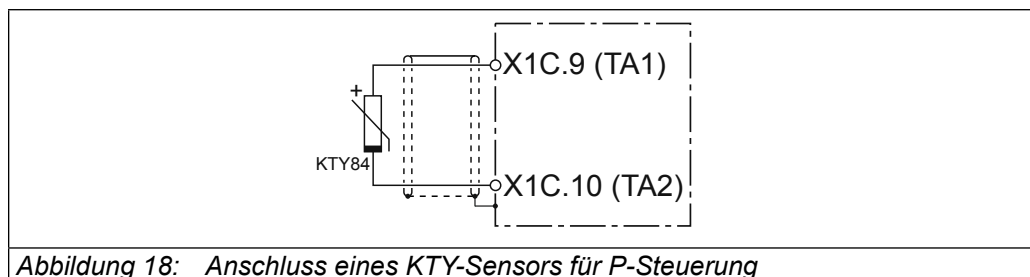 X1C.9 (TA1)
+
KTY84
X1C.10 (TA2)
Abbildung 18: Anschluss eines KTY-Sensors für P-Steuerung